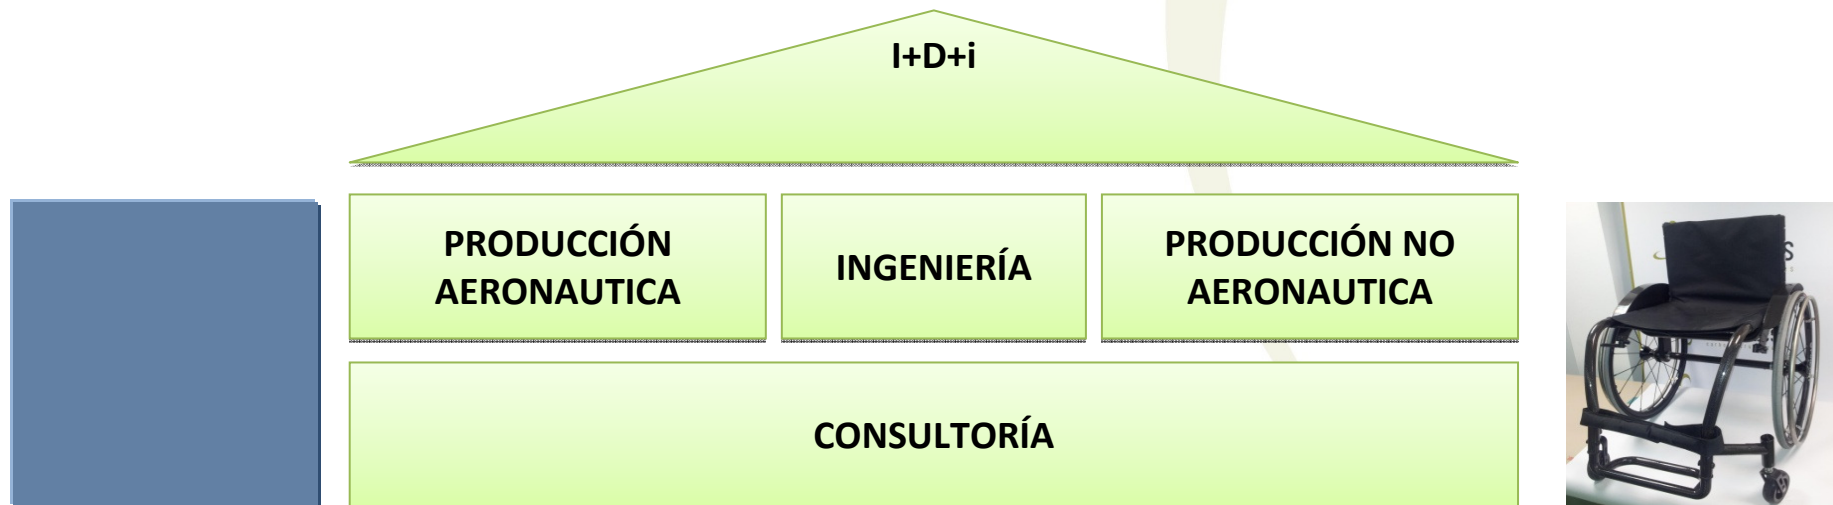 I+D+i
PRODUCCIÓN
AERONAUTICA
INGENIERÍA
PRODUCCIÓN NO
AERONAUTICA
CONSULTORÍA